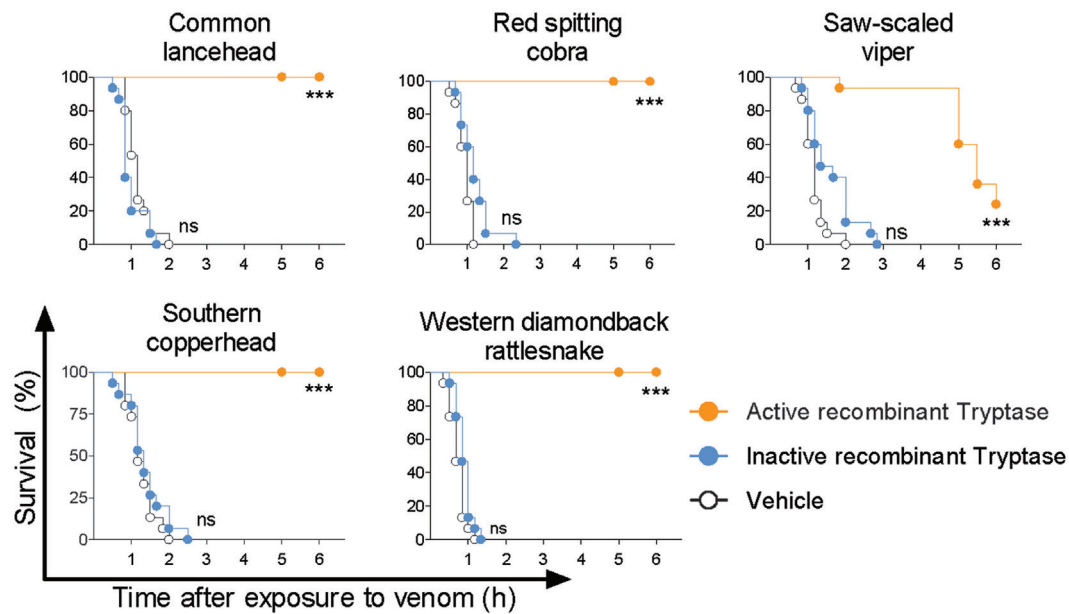 Common
lancehead
Red spitting
cobra
Saw-scaled
viper
100
80
60
40
20
0
1 2 3 4 5 6
ns
***
100
80
60
40
20
0
1 2 3 4 5 6
ns
***
100
80
60
40
20
0
1 2 3 4 5 6
ns
***
Southern
copperhead
Western diamondback
rattlesnake
100
75
50
25
0
1 2 3 4 5 6
ns
***
100
80
60
40
20
0
1 2 3 4 5 6
ns
***
Active recombinant Tryptase
Inactive recombinant Tryptase
Vehicle
Survival (%)
Time after exposure to venom (h)